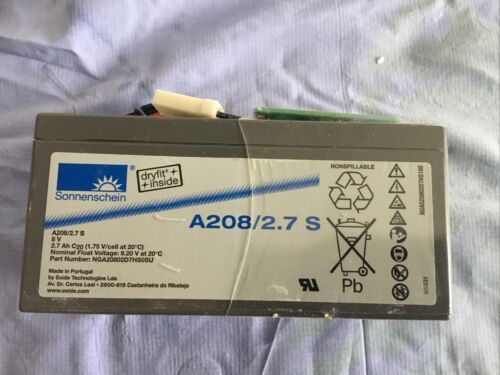 Sonnenschein
dryfit®
inside
A208/2.7 S
8 V
2.7 Ah C20 (1.75 V/cell at 20°C)
Nominal Float Voltage: 9,20 V at 20°C
Part Number: NGA20802D7HS0SU
Made in Portugal
by Exide Technologies Lda
Av. Dr. Carlos Leal • 2600-619 Castanheira do Ribatejo
www.exide.com
A208/2.7 S
NONSPILLABLE
Pb